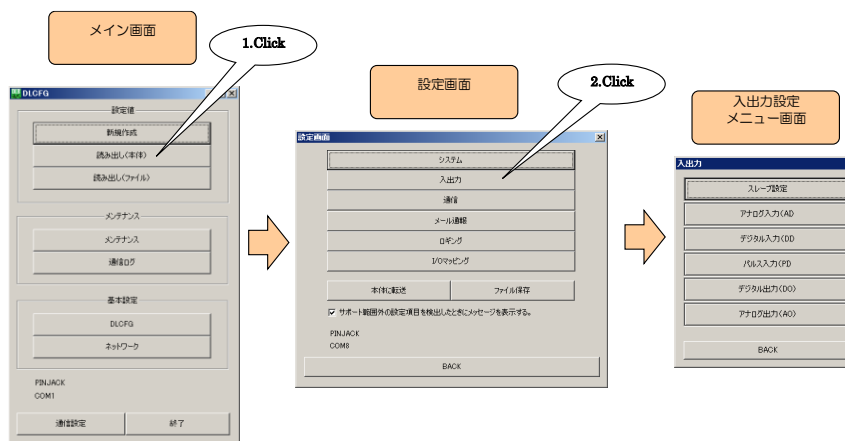 メイン画面
1.Click
DLCFG
設定値
新規作成
読み出し(本体)
読み出し(ファイル)
メンテナンス
メンテナンス
通信ログ
基本設定
DLCFG
ネットワーク
PINJACK
COM1
通信設定
終了
設定画面
2.Click
設定画面
システム
入出力
通信
メール通報
ロギング
I/Oマッピング
本体に転送
ファイル保存
サポート範囲外の設定項目を検出したときにメッセージを表示する。
PINJACK
COM8
BACK
入出力設定
メニュー画面
入出力
スレーブ設定
アナログ入力(AD
デジタル入力(DD
パルス入力(PD
デジタル出力(DO)
アナログ出力(AO)
BACK